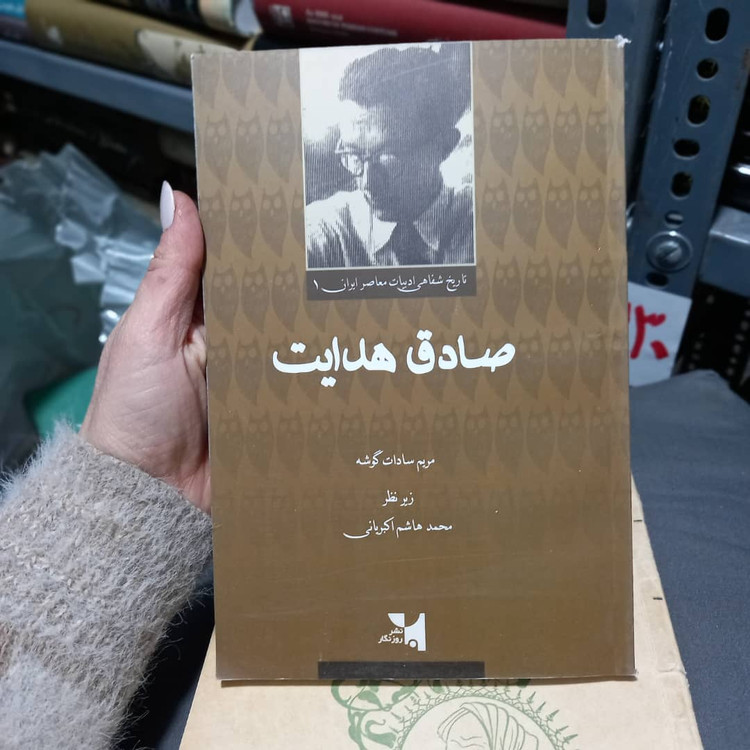 تاریخ شفاهی ادبیات معاصر ایران ۱
صادق هدایت
مریم سادات گوشه
زیر نظر
محمد هاشم اکبریانی
نشر
روزنگار